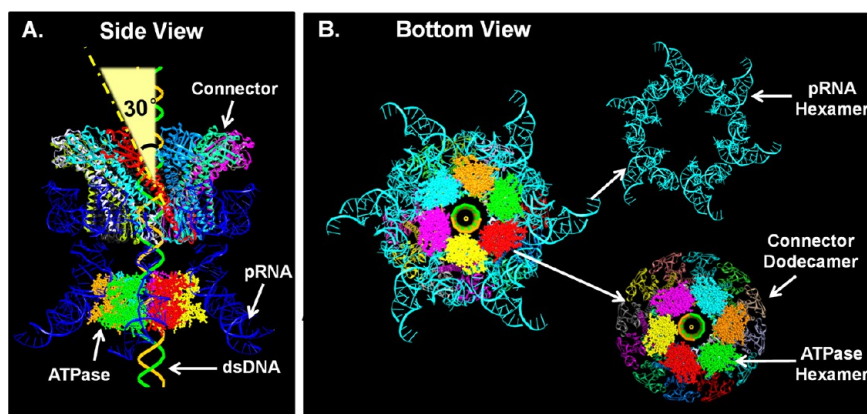 A. Side View
30°
Connector
pRNA
ATPase
dsDNA
B. Bottom View
pRNA
Hexamer
Connector
Dodecamer
ATPase
Hexamer